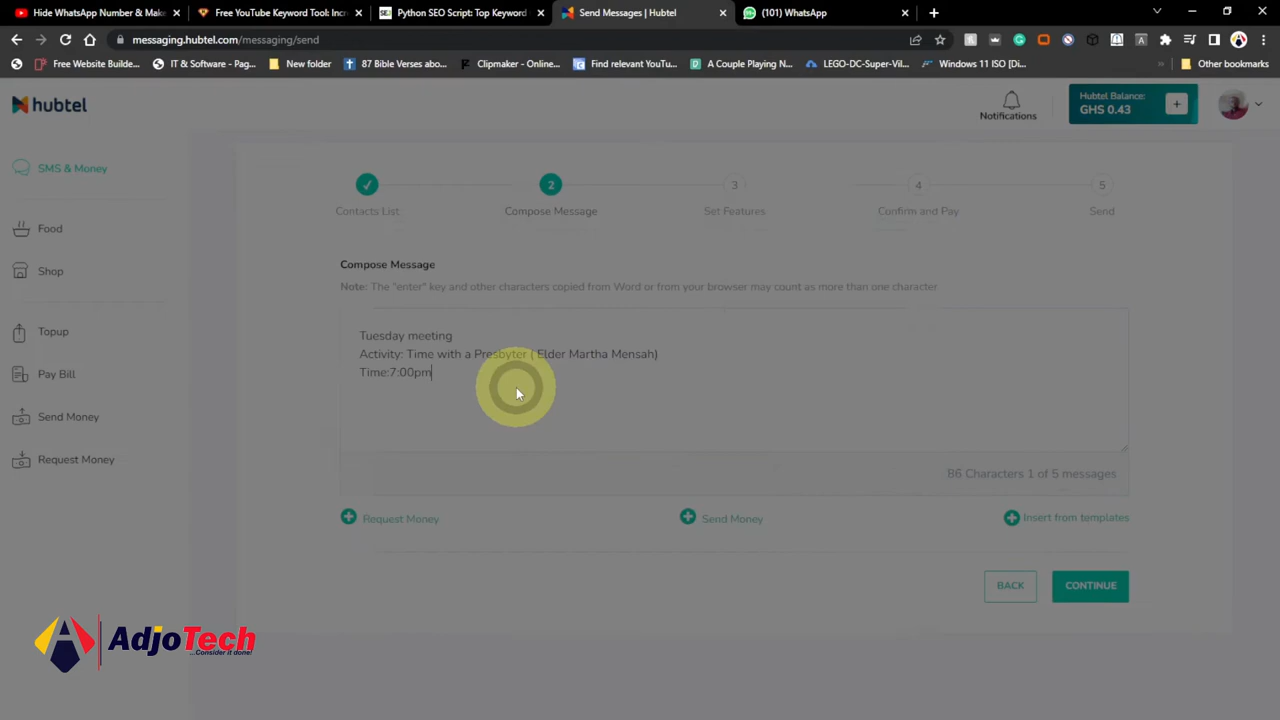 Hide WhatsApp Number & Make
Free YouTube Keyword Tool: Incre
Python SEO Script: Top Keyword
Send Messages | Hubtel
(101) WhatsApp
messaging.hubtel.com/messaging/send
Free Website Builde...
IT & Software - Pag...
New folder
87 Bible Verses abo...
Clipmaker - Online...
Find relevant YouTu...
A Couple Playing N...
LEGO-DC-Super-Vil...
Windows 11 ISO [Di...
Other bookmarks
hubtel
Notifications
Hubtel Balance:
GHS 0.43
SMS & Money
Food
Shop
Topup
Pay Bill
Send Money
Request Money
2
3
4
5
Contacts List
Compose Message
Set Features
Confirm and Pay
Send
Compose Message
Note: The "enter" key and other characters copied from Word or from your browser may count as more than one character
Tuesday meeting
Activity: Time with a Presbyter ( Elder Martha Mensah)
Time:7:00pm
86 Characters 1 of 5 messages
Request Money
Send Money
Insert from templates
BACK
CONTINUE
AdjoTech
...Consider it done!